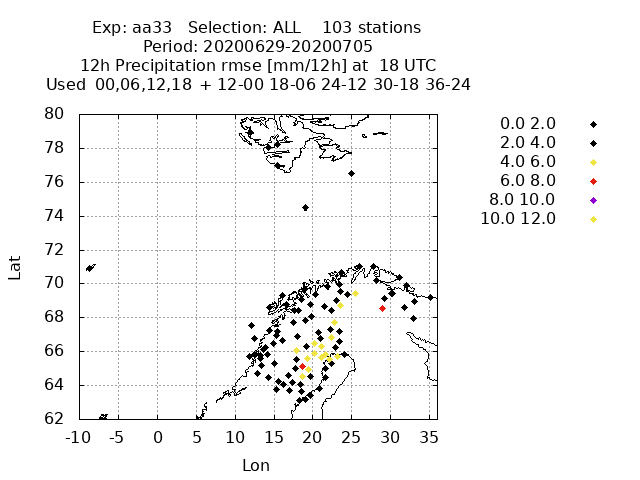 Exp: aa33 Selection: ALL 103 stations
Period: 20200629-20200705
12h Precipitation rmse [mm/12h] at 18 UTC
Used 00,06,12,18 + 12-00 18-06 24-12 30-18 36-24
80
78
76
74
72
70
68
66
64
62
Lat
-10 -5 0 5 10 15 20 25 30 35
Lon
0.0 2.0
2.0 4.0
4.0 6.0
6.0 8.0
8.0 10.0
10.0 12.0